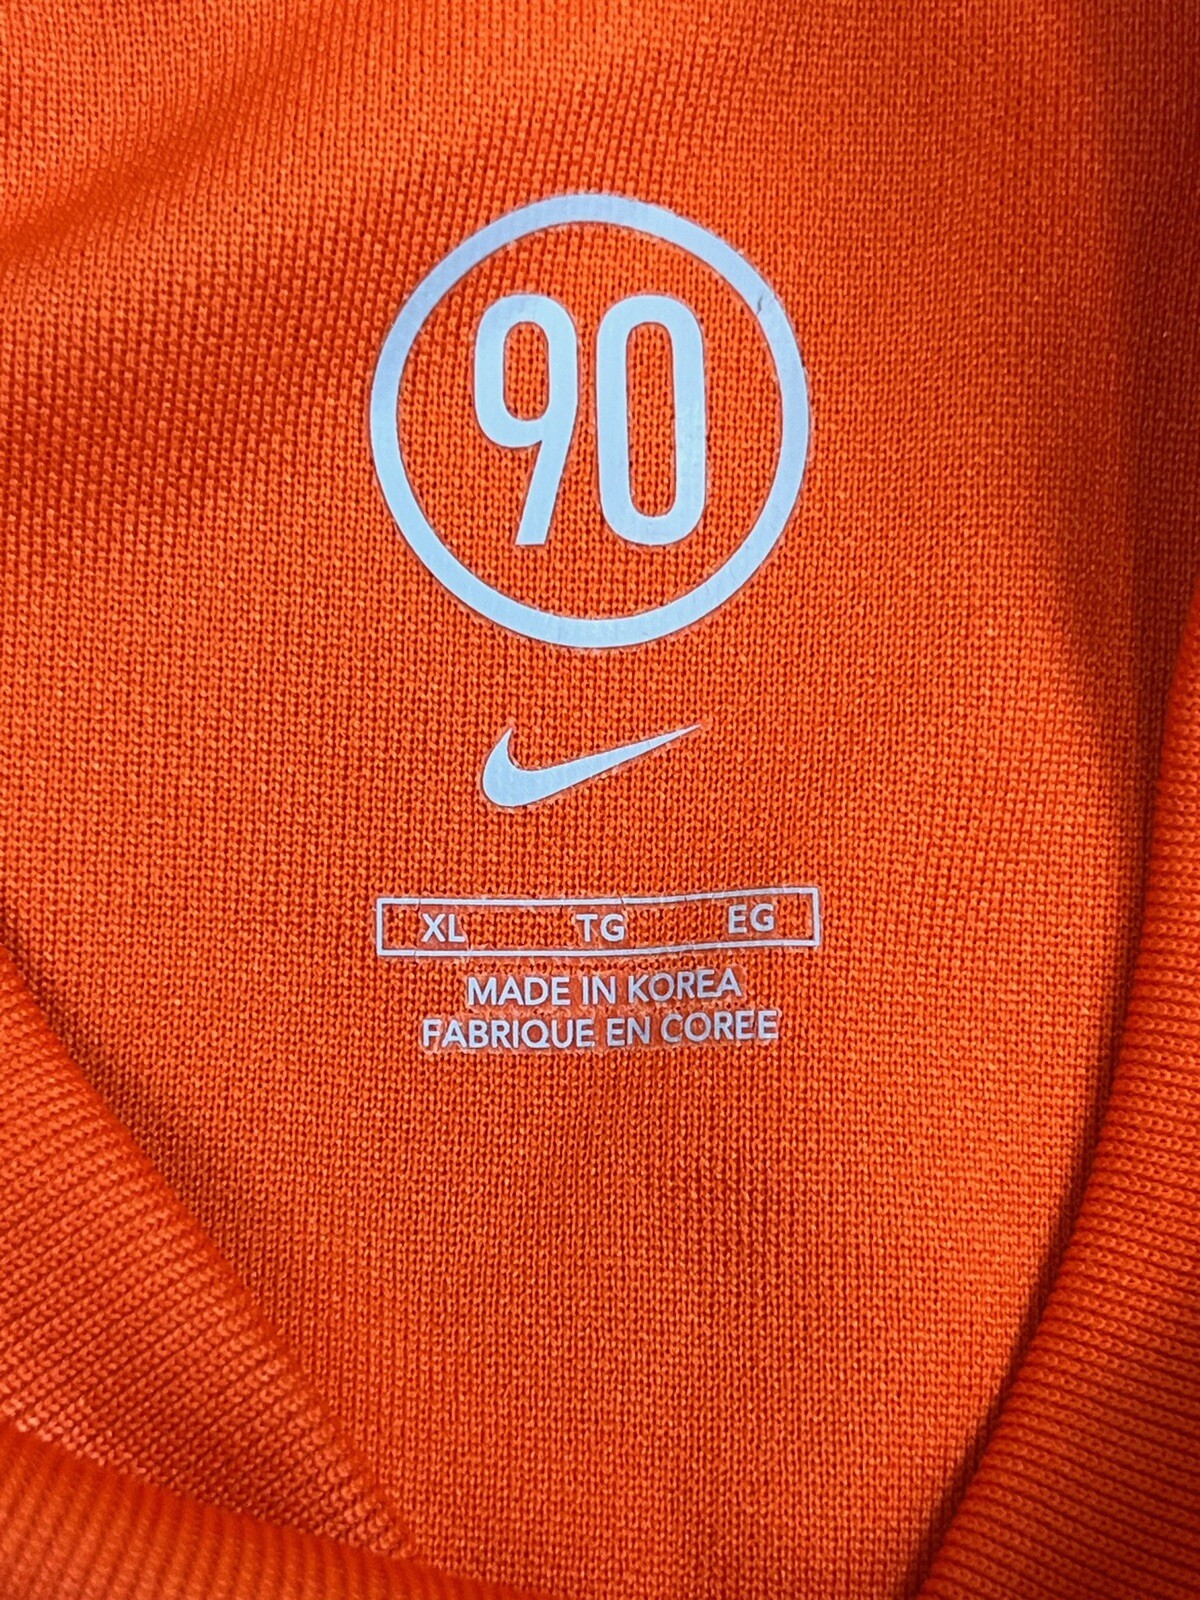 90
XL TG EG
MADE IN KOREA
FABRIQUE EN COREE